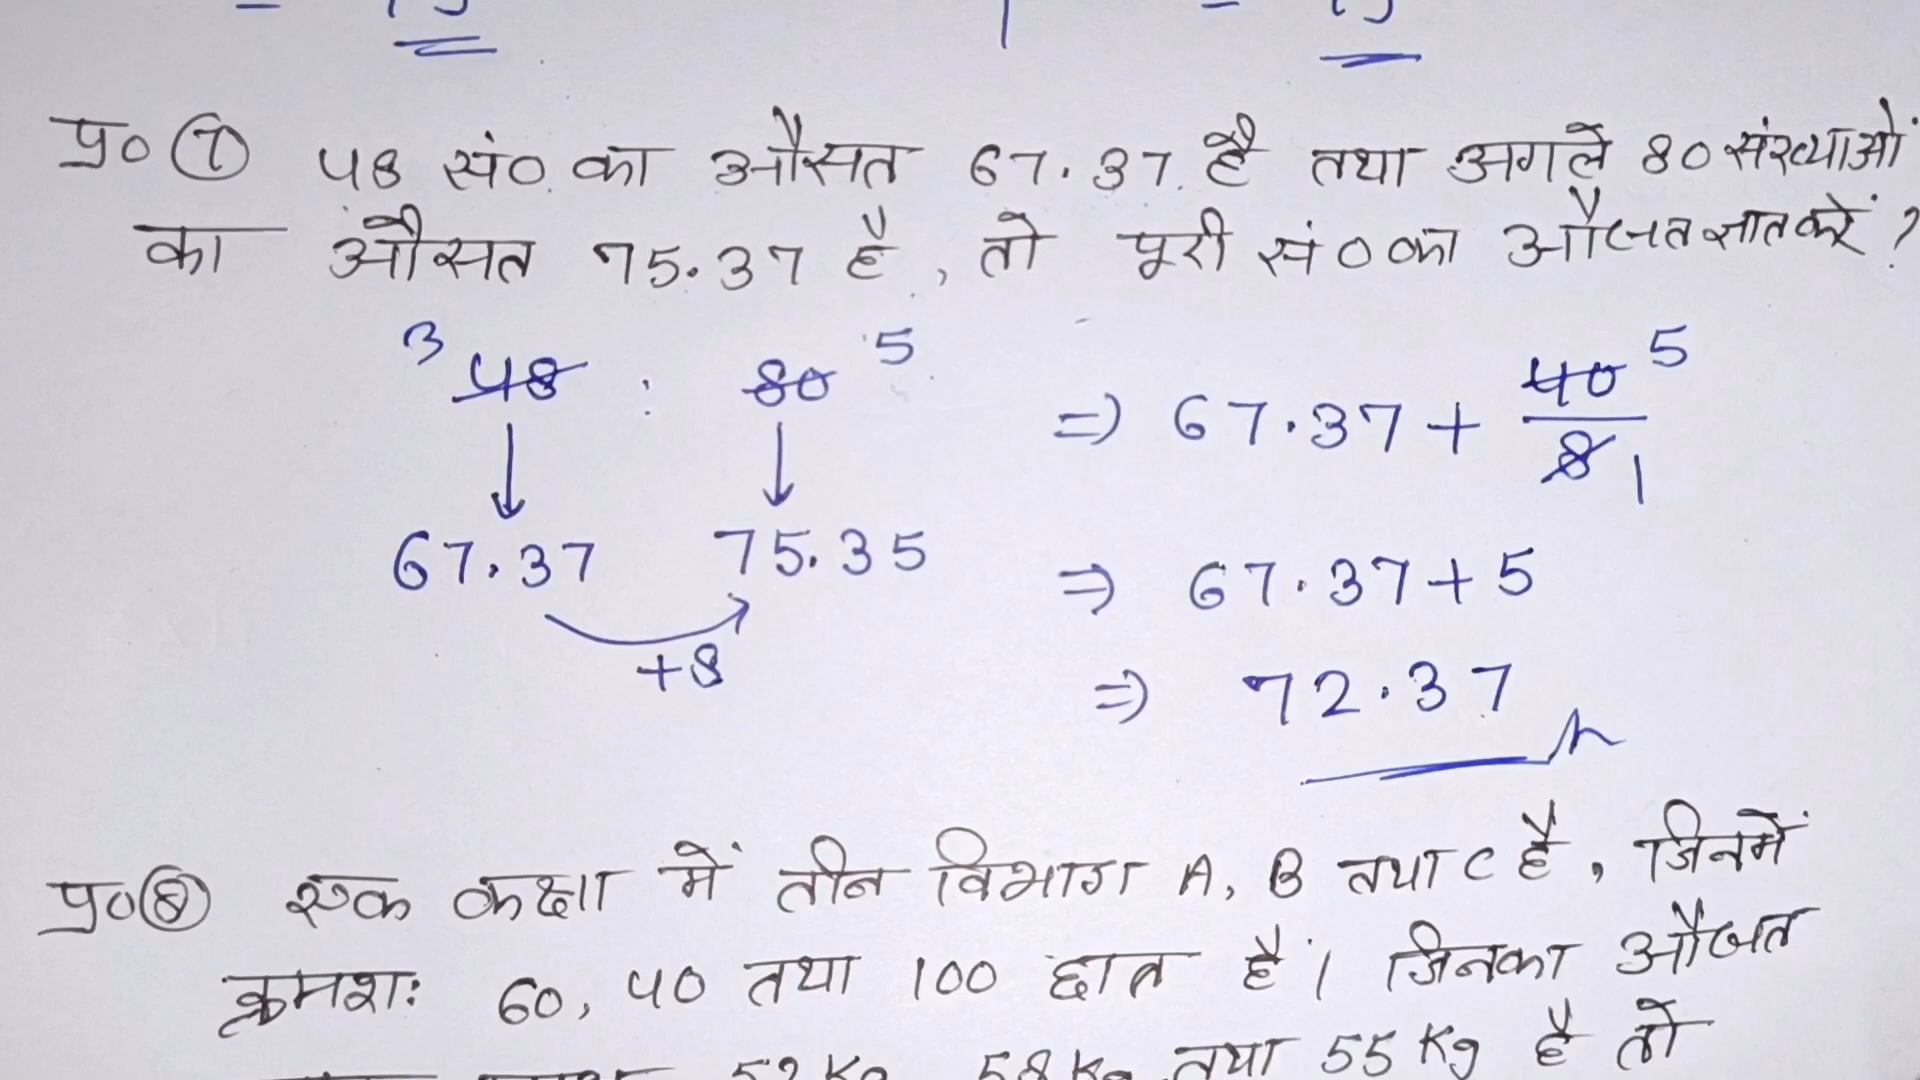 प्र० ⑦ 48 सं० का औसत 67.37 है तथा अगले 80 संख्याओं
का औसत 75.37 है, तो पूरी सं० का औसत ज्ञात करें ?
3 48 : 80 5
67.37 75.35
+8
=> 67.37 + 40 5 / 8 1
=> 67.37 + 5
=> 72.37
प्र० ⑧ एक कक्षा में तीन विभाग A, B तथा C है, जिनमें
क्रमशः 60, 40 तथा 100 छात्र है। जिनका औसत
58 Kg तथा 55 Kg है तो